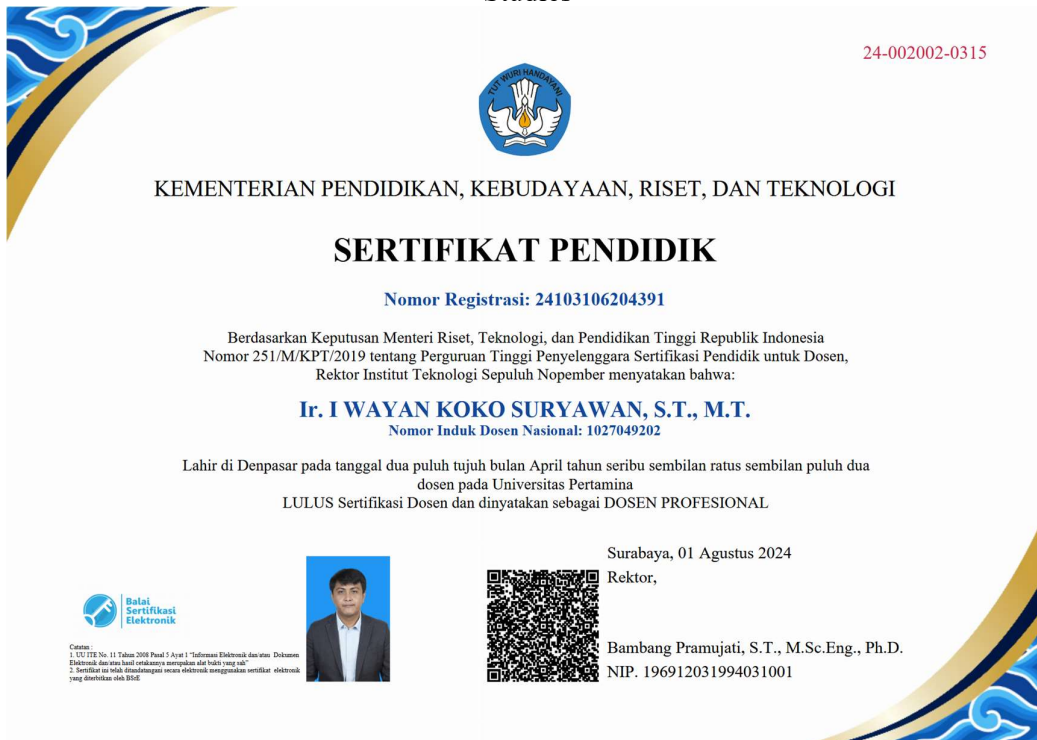 24-002002-0315
TUT WURI HANDAYANI
KEMENTERIAN PENDIDIKAN, KEBUDAYAAN, RISET, DAN TEKNOLOGI
SERTIFIKAT PENDIDIK
Nomor Registrasi: 24103106204391
Berdasarkan Keputusan Menteri Riset, Teknologi, dan Pendidikan Tinggi Republik Indonesia
Nomor 251/M/KPT/2019 tentang Perguruan Tinggi Penyelenggara Sertifikasi Pendidik untuk Dosen,
Rektor Institut Teknologi Sepuluh Nopember menyatakan bahwa:
Ir. I WAYAN KOKO SURYAWAN, S.T., M.T.
Nomor Induk Dosen Nasional: 1027049202
Lahir di Denpasar pada tanggal dua puluh tujuh bulan April tahun seribu sembilan ratus sembilan puluh dua
dosen pada Universitas Pertamina
LULUS Sertifikasi Dosen dan dinyatakan sebagai DOSEN PROFESIONAL
Surabaya, 01 Agustus 2024
Rektor,
Bambang Pramujati, S.T., M.Sc.Eng., Ph.D.
NIP. 196912031994031001
Balai
Sertifikasi
Elektronik
Catatan :
1. UU ITE No. 11 Tahun 2008 Pasal 5 Ayat 1 "Informasi Elektronik dan/atau Dokumen
Elektronik dan/atau hasil cetakannya merupakan alat bukti yang sah"
2. Sertifikat ini telah ditandatangani secara elektronik menggunakan sertifikat elektronik
yang diterbitkan oleh BSrE